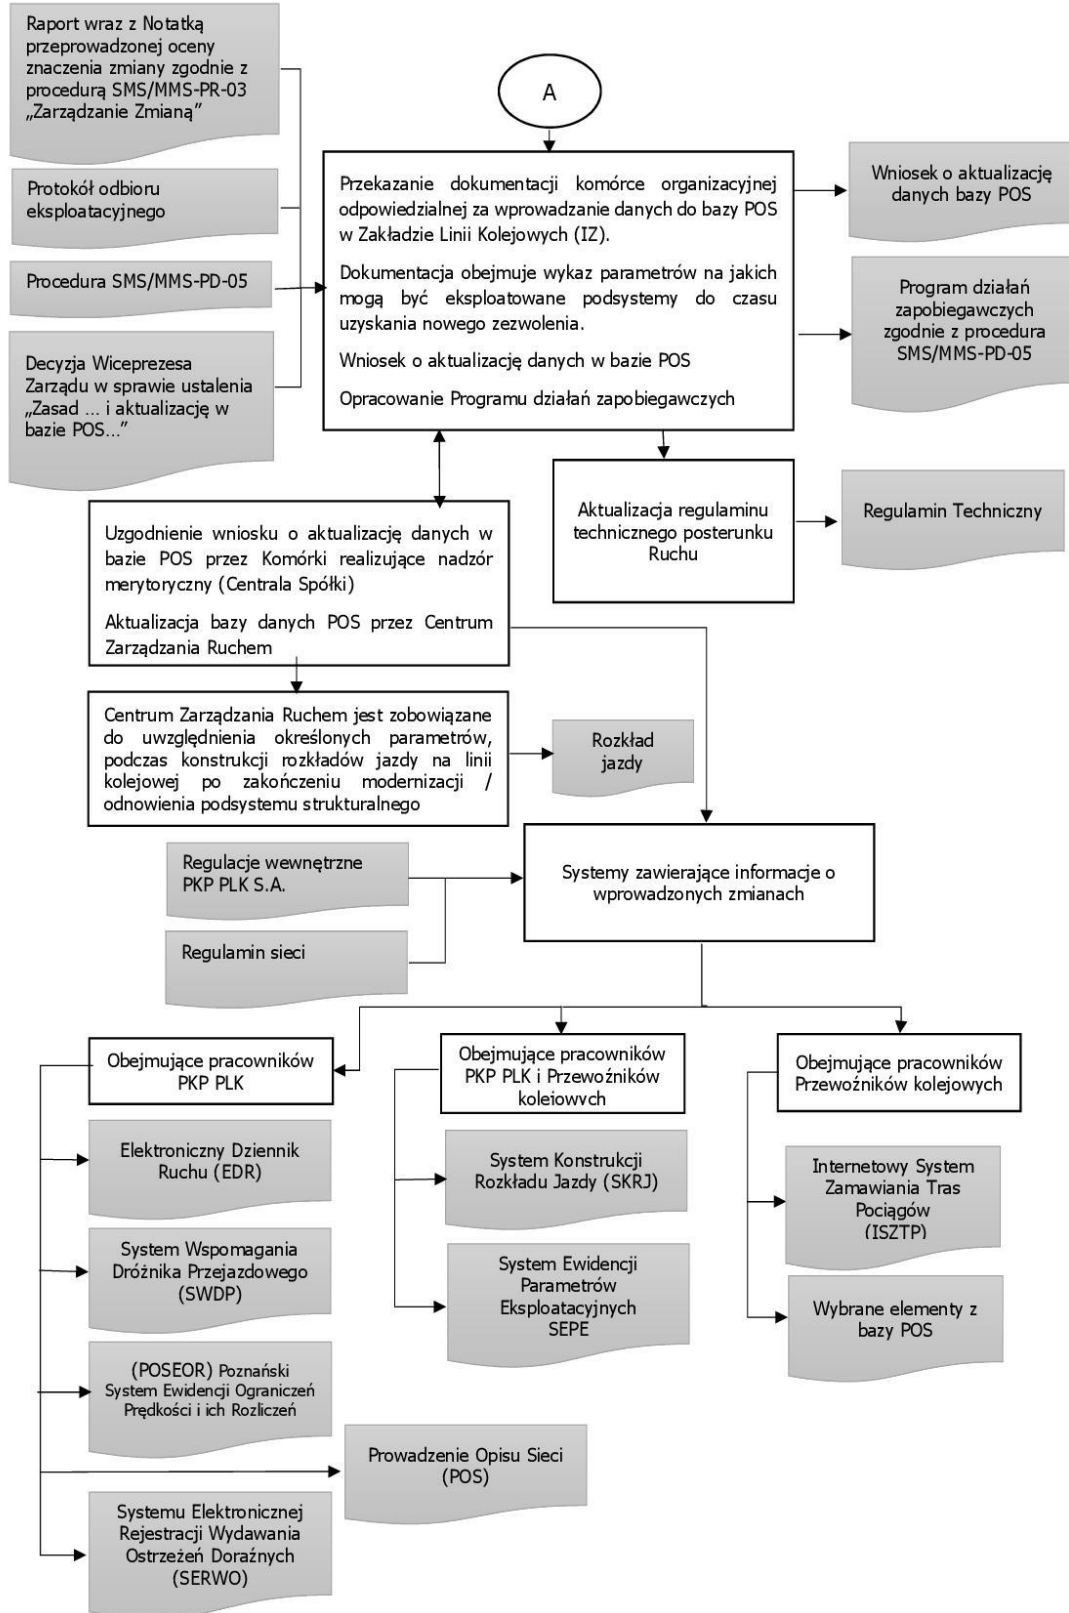 Raport wraz z Notatką
przeprowadzonej oceny
znaczenia zmiany zgodnie z
procedurą SMS/MMS-PR-03
„Zarządzanie Zmianą”
Protokół odbioru
eksploatacyjnego
Procedura SMS/MMS-PD-05
Decyzja Wiceprezesa
Zarządu w sprawie ustalenia
„Zasad ... i aktualizację w
bazie POS...”
A
Przekazanie dokumentacji komórce organizacyjnej
odpowiedzialnej za wprowadzanie danych do bazy POS
w Zakładzie Linii Kolejowych (IZ).
Dokumentacja obejmuje wykaz parametrów na jakich
mogą być eksploatowane podsystemy do czasu
uzyskania nowego zezwolenia.
Wniosek o aktualizację danych w bazie POS
Opracowanie Programu działań zapobiegawczych
Wniosek o aktualizację
danych bazy POS
Program działań
zapobiegawczych
zgodnie z procedura
SMS/MMS-PD-05
Uzgodnienie wniosku o aktualizację danych w
bazie POS przez Komórki realizujące nadzór
merytoryczny (Centrala Spółki)
Aktualizacja bazy danych POS przez Centrum
Zarządzania Ruchem
Aktualizacja regulaminu
technicznego posterunku
Ruchu
Regulamin Techniczny
Centrum Zarządzania Ruchem jest zobowiązane
do uwzględnienia określonych parametrów,
podczas konstrukcji rozkładów jazdy na linii
kolejowej po zakończeniu modernizacji /
odnowienia podsystemu strukturalnego
Rozkład
jazdy
Regulacje wewnętrzne
PKP PLK S.A.
Regulamin sieci
Systemy zawierające informacje o
wprowadzonych zmianach
Obejmujące pracowników
PKP PLK
Elektroniczny Dziennik
Ruchu (EDR)
System Wspomagania
Dróżnika Przejazdowego
(SWDP)
(POSEOR) Poznański
System Ewidencji Ograniczeń
Prędkości i ich Rozliczeń
Prowadzenie Opisu Sieci
(POS)
Systemu Elektronicznej
Rejestracji Wydawania
Ostrzeżeń Doraźnych
(SERWO)
Obejmujące pracowników
PKP PLK i Przewoźników
kolejowych
System Konstrukcji
Rozkładu Jazdy (SKRJ)
System Ewidencji
Parametrów
Eksploatacyjnych
SEPE
Obejmujące pracowników
Przewoźników kolejowych
Internetowy System
Zamawiania Tras
Pociągów
(ISZTP)
Wybrane elementy z
bazy POS